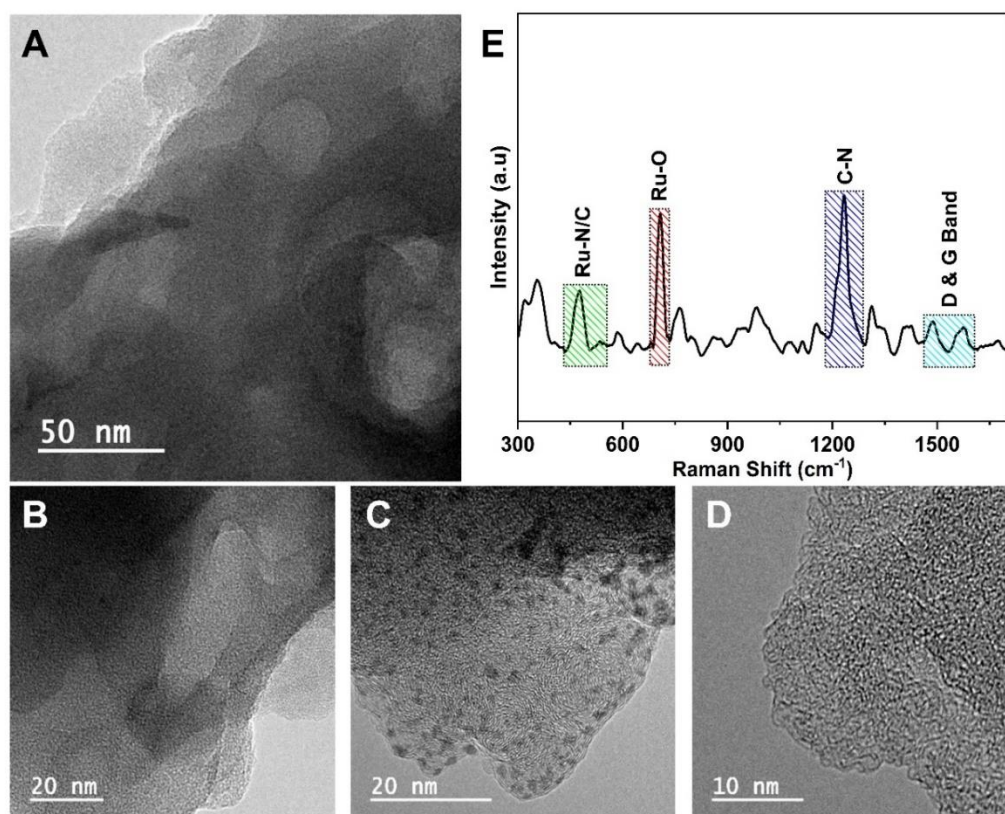 A
50 nm
E
Intensity (a.u)
Ru-N/C
Ru-O
C-N
D & G Band
300 600 900 1200 1500
Raman Shift (cm⁻¹)
B
20 nm
C
20 nm
D
10 nm